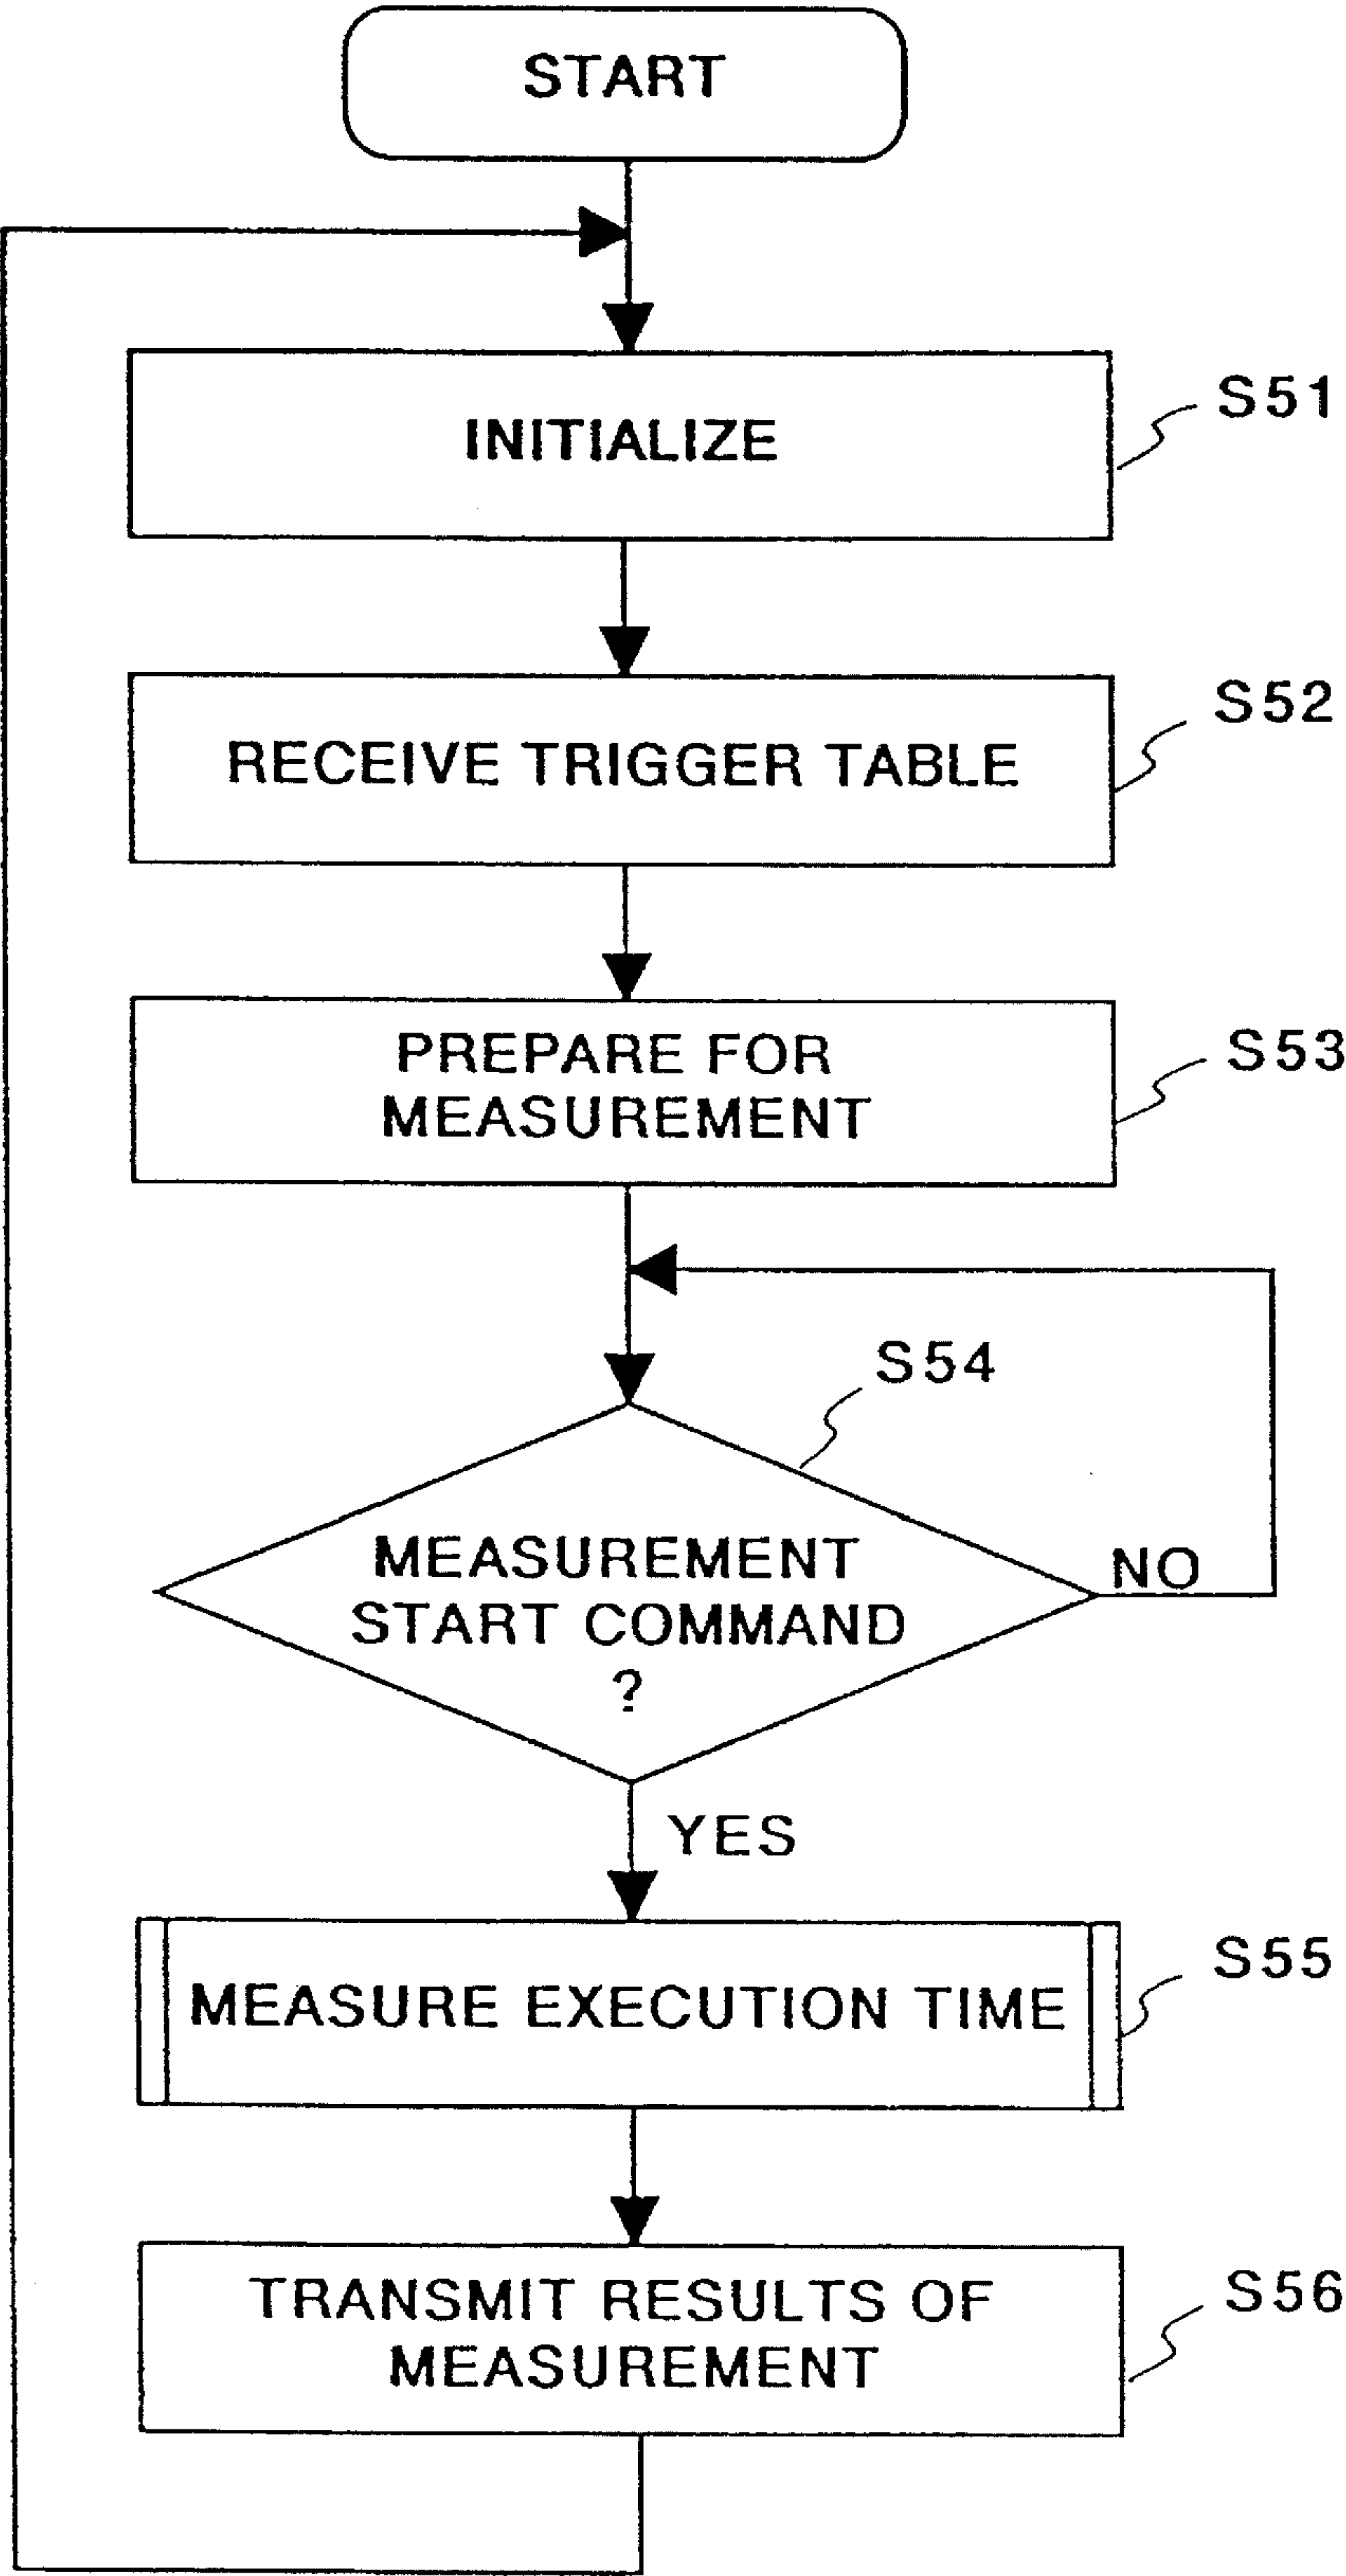 START
INITIALIZE
S51
RECEIVE TRIGGER TABLE
S52
PREPARE FOR
MEASUREMENT
S53
S54
MEASUREMENT
START COMMAND
?
NO
YES
MEASURE EXECUTION TIME
S55
TRANSMIT RESULTS OF
MEASUREMENT
S56